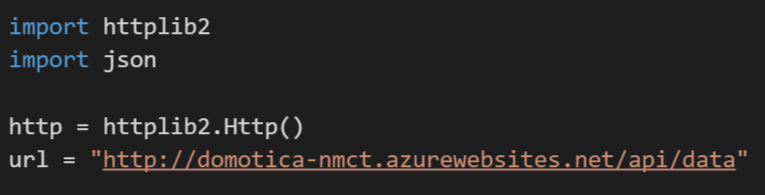 import httplib2
import json
http = httplib2.Http()
url = "http://domotica-nmct.azurewebsites.net/api/data"